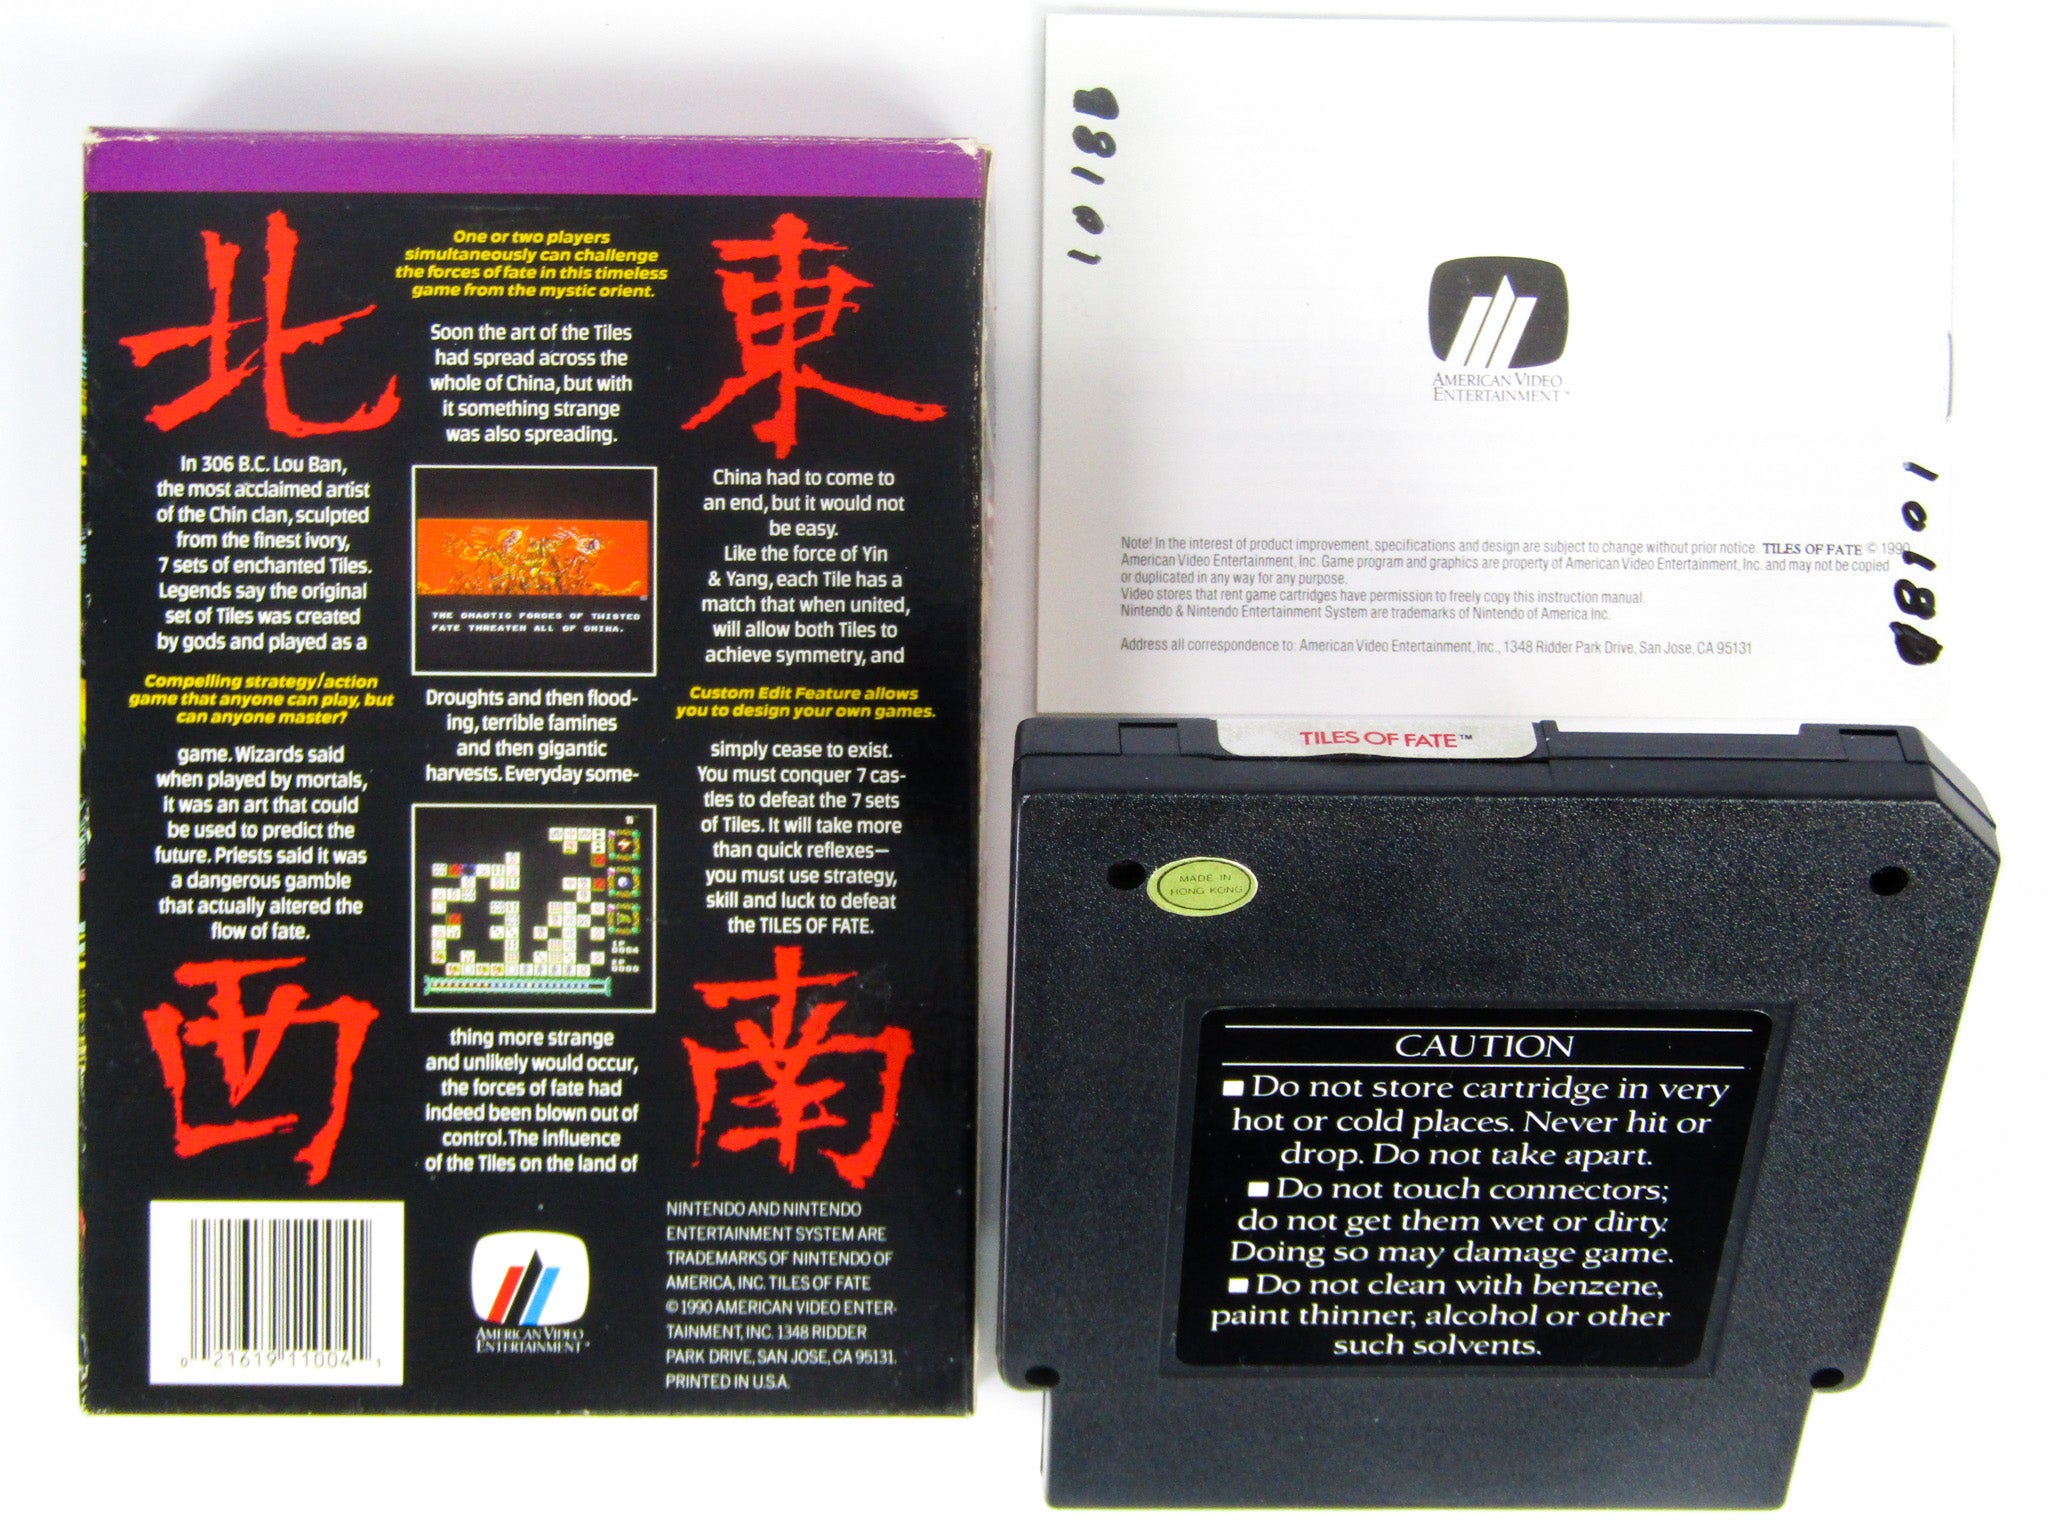 北
One or two players
simultaneously can challenge
the forces of fate in this timeless
game from the mystic orient.
東
In 306 B.C. Lou Ban,
the most acclaimed artist
of the Chin clan, sculpted
from the finest ivory,
7 sets of enchanted Tiles.
Legends say the original
set of Tiles was created
by gods and played as a
Compelling strategy/action
game that anyone can play, but
can anyone master?
game. Wizards said
when played by mortals,
it was an art that could
be used to predict the
future. Priests said it was
a dangerous gamble
that actually altered the
flow of fate.
西
Soon the art of the Tiles
had spread across the
whole of China, but with
it something strange
was also spreading.
THE CHAOTIC FORCES OF TWISTED
FATE THREATEN ALL OF CHINA.
Droughts and then flood-
ing, terrible famines
and then gigantic
harvests. Everyday some-
1P
0004
2P
0000
thing more strange
and unlikely would occur,
the forces of fate had
indeed been blown out of
control. The influence
of the Tiles on the land of
China had to come to
an end, but it would not
be easy.
Like the force of Yin
& Yang, each Tile has a
match that when united,
will allow both Tiles to
achieve symmetry, and
Custom Edit Feature allows
you to design your own games.
simply cease to exist.
You must conquer 7 cas-
tles to defeat the 7 sets
of Tiles. It will take more
than quick reflexes—
you must use strategy,
skill and luck to defeat
the TILES OF FATE.
南
0 21619 11004 1
AMERICAN VIDEO
ENTERTAINMENT™
NINTENDO AND NINTENDO
ENTERTAINMENT SYSTEM ARE
TRADEMARKS OF NINTENDO OF
AMERICA, INC. TILES OF FATE
© 1990 AMERICAN VIDEO ENTER-
TAINMENT, INC. 1348 RIDDER
PARK DRIVE, SAN JOSE, CA 95131.
PRINTED IN U.S.A.
AMERICAN VIDEO
ENTERTAINMENT™
Note! In the interest of product improvement, specifications and design are subject to change without prior notice. TILES OF FATE © 1990
American Video Entertainment, Inc. Game program and graphics are property of American Video Entertainment, Inc. and may not be copied
or duplicated in any way for any purpose.
Video stores that rent game cartridges have permission to freely copy this instruction manual.
Nintendo & Nintendo Entertainment System are trademarks of Nintendo of America Inc.
Address all correspondence to: American Video Entertainment, Inc., 1348 Ridder Park Drive, San Jose, CA 95131
TILES OF FATE™
MADE IN
HONG KONG
CAUTION
■ Do not store cartridge in very
hot or cold places. Never hit or
drop. Do not take apart.
■ Do not touch connectors;
do not get them wet or dirty.
Doing so may damage game.
■ Do not clean with benzene,
paint thinner, alcohol or other
such solvents.